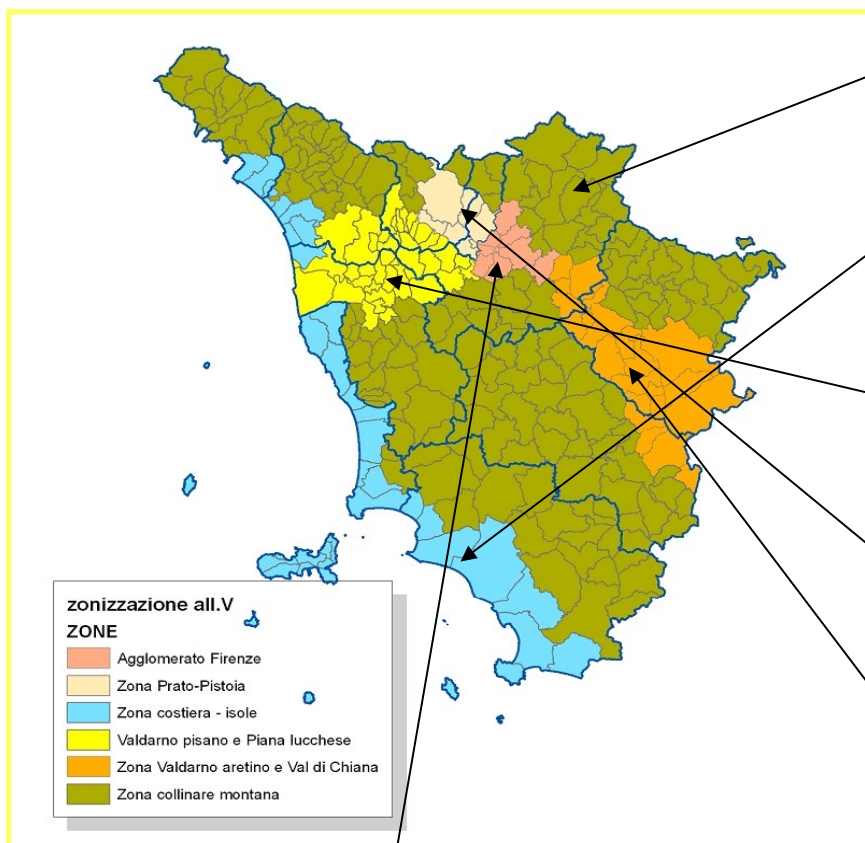 zonizzazione all.V
ZONE
Agglomerato Firenze
Zona Prato-Pistoia
Zona costiera - isole
Valdarno pisano e Piana lucchese
Zona Valdarno aretino e Val di Chiana
Zona collinare montana